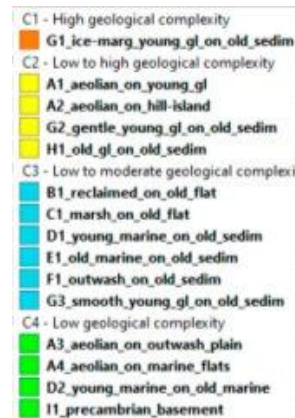 C1 - High geological complexity
G1_ice-marg_young_gl_on_old_sedim
C2 - Low to high geological complexity
A1_aeolian_on_young_gl
A2_aeolian_on_hill-island
G2_gentle_young_gl_on_old_sedim
H1_old_gl_on_old_sedim
C3 - Low to moderate geological complexi
B1_reclaimed_on_old_flat
C1_marsh_on_old_flat
D1_young_marine_on_old_sedim
E1_old_marine_on_old_sedim
F1_outwash_on_old_sedim
G3_smooth_young_gl_on_old_sedim
C4 - Low geological complexity
A3_aeolian_on_outwash_plain
A4_aeolian_on_marine_flats
D2_young_marine_on_old_marine
I1_precambrian_basement